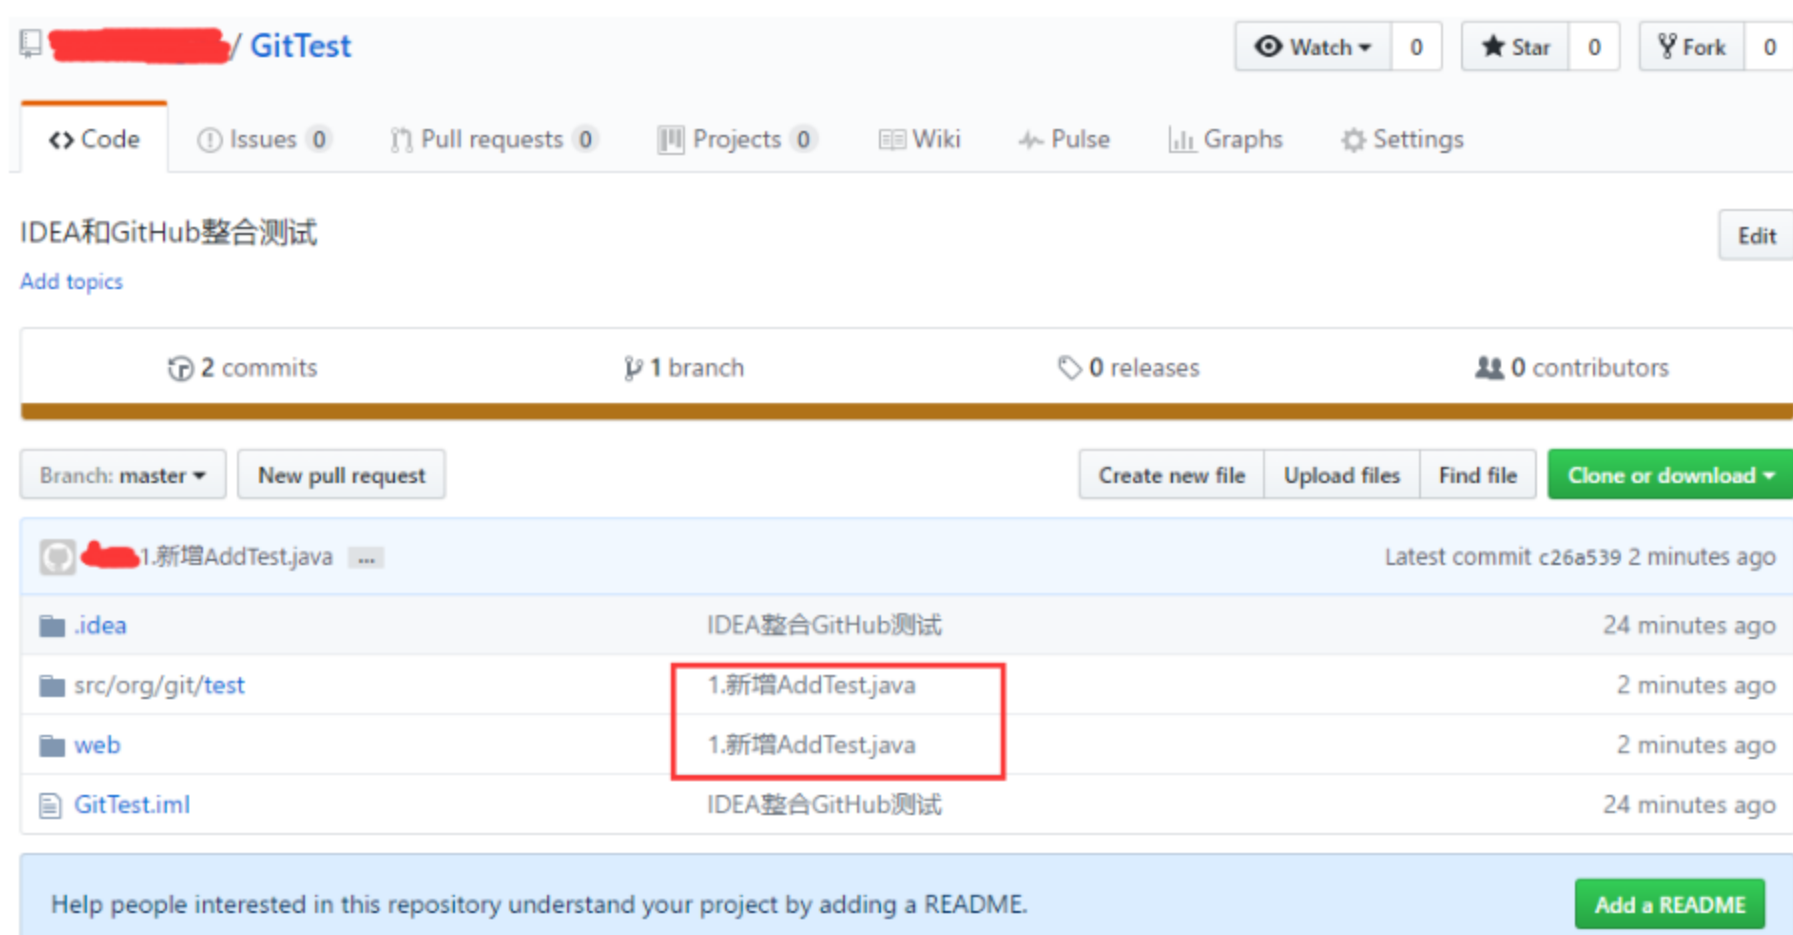 / GitTest
Watch 0 Star 0 Fork 0
Code Issues 0 Pull requests 0 Projects 0 Wiki Pulse Graphs Settings
IDEA和GitHub整合测试
Edit
Add topics
2 commits 1 branch 0 releases 0 contributors
Branch: master New pull request Create new file Upload files Find file Clone or download
1.新增AddTest.java ... Latest commit c26a539 2 minutes ago
.idea IDEA整合GitHub测试 24 minutes ago
src/org/git/test 1.新增AddTest.java 2 minutes ago
web 1.新增AddTest.java 2 minutes ago
GitTest.iml IDEA整合GitHub测试 24 minutes ago
Help people interested in this repository understand your project by adding a README. Add a README